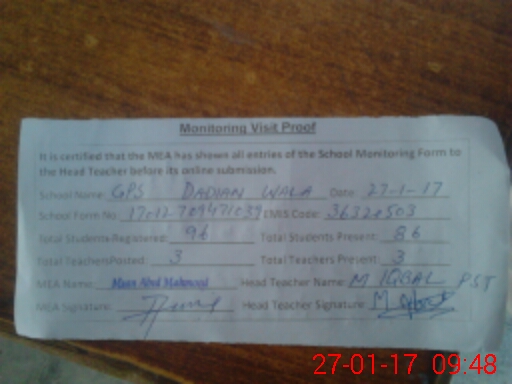 Monitoring Visit Proof
It is certified that the MEA has shown all entries of the School Monitoring Form to
the Head Teacher before its online submission.
School Name: GPS DADIAN WALA Date: 27-1-17
School Form No EMIS Code:
Total Students Registered: 96 Total Students Present: 86
Total Teachers Posted: 3 Total Teachers Present: 3
MEA Name: Head Teacher Name: M IQBAL PST
MEA Signature: Head Teacher Signature:
27-01-17 09:48